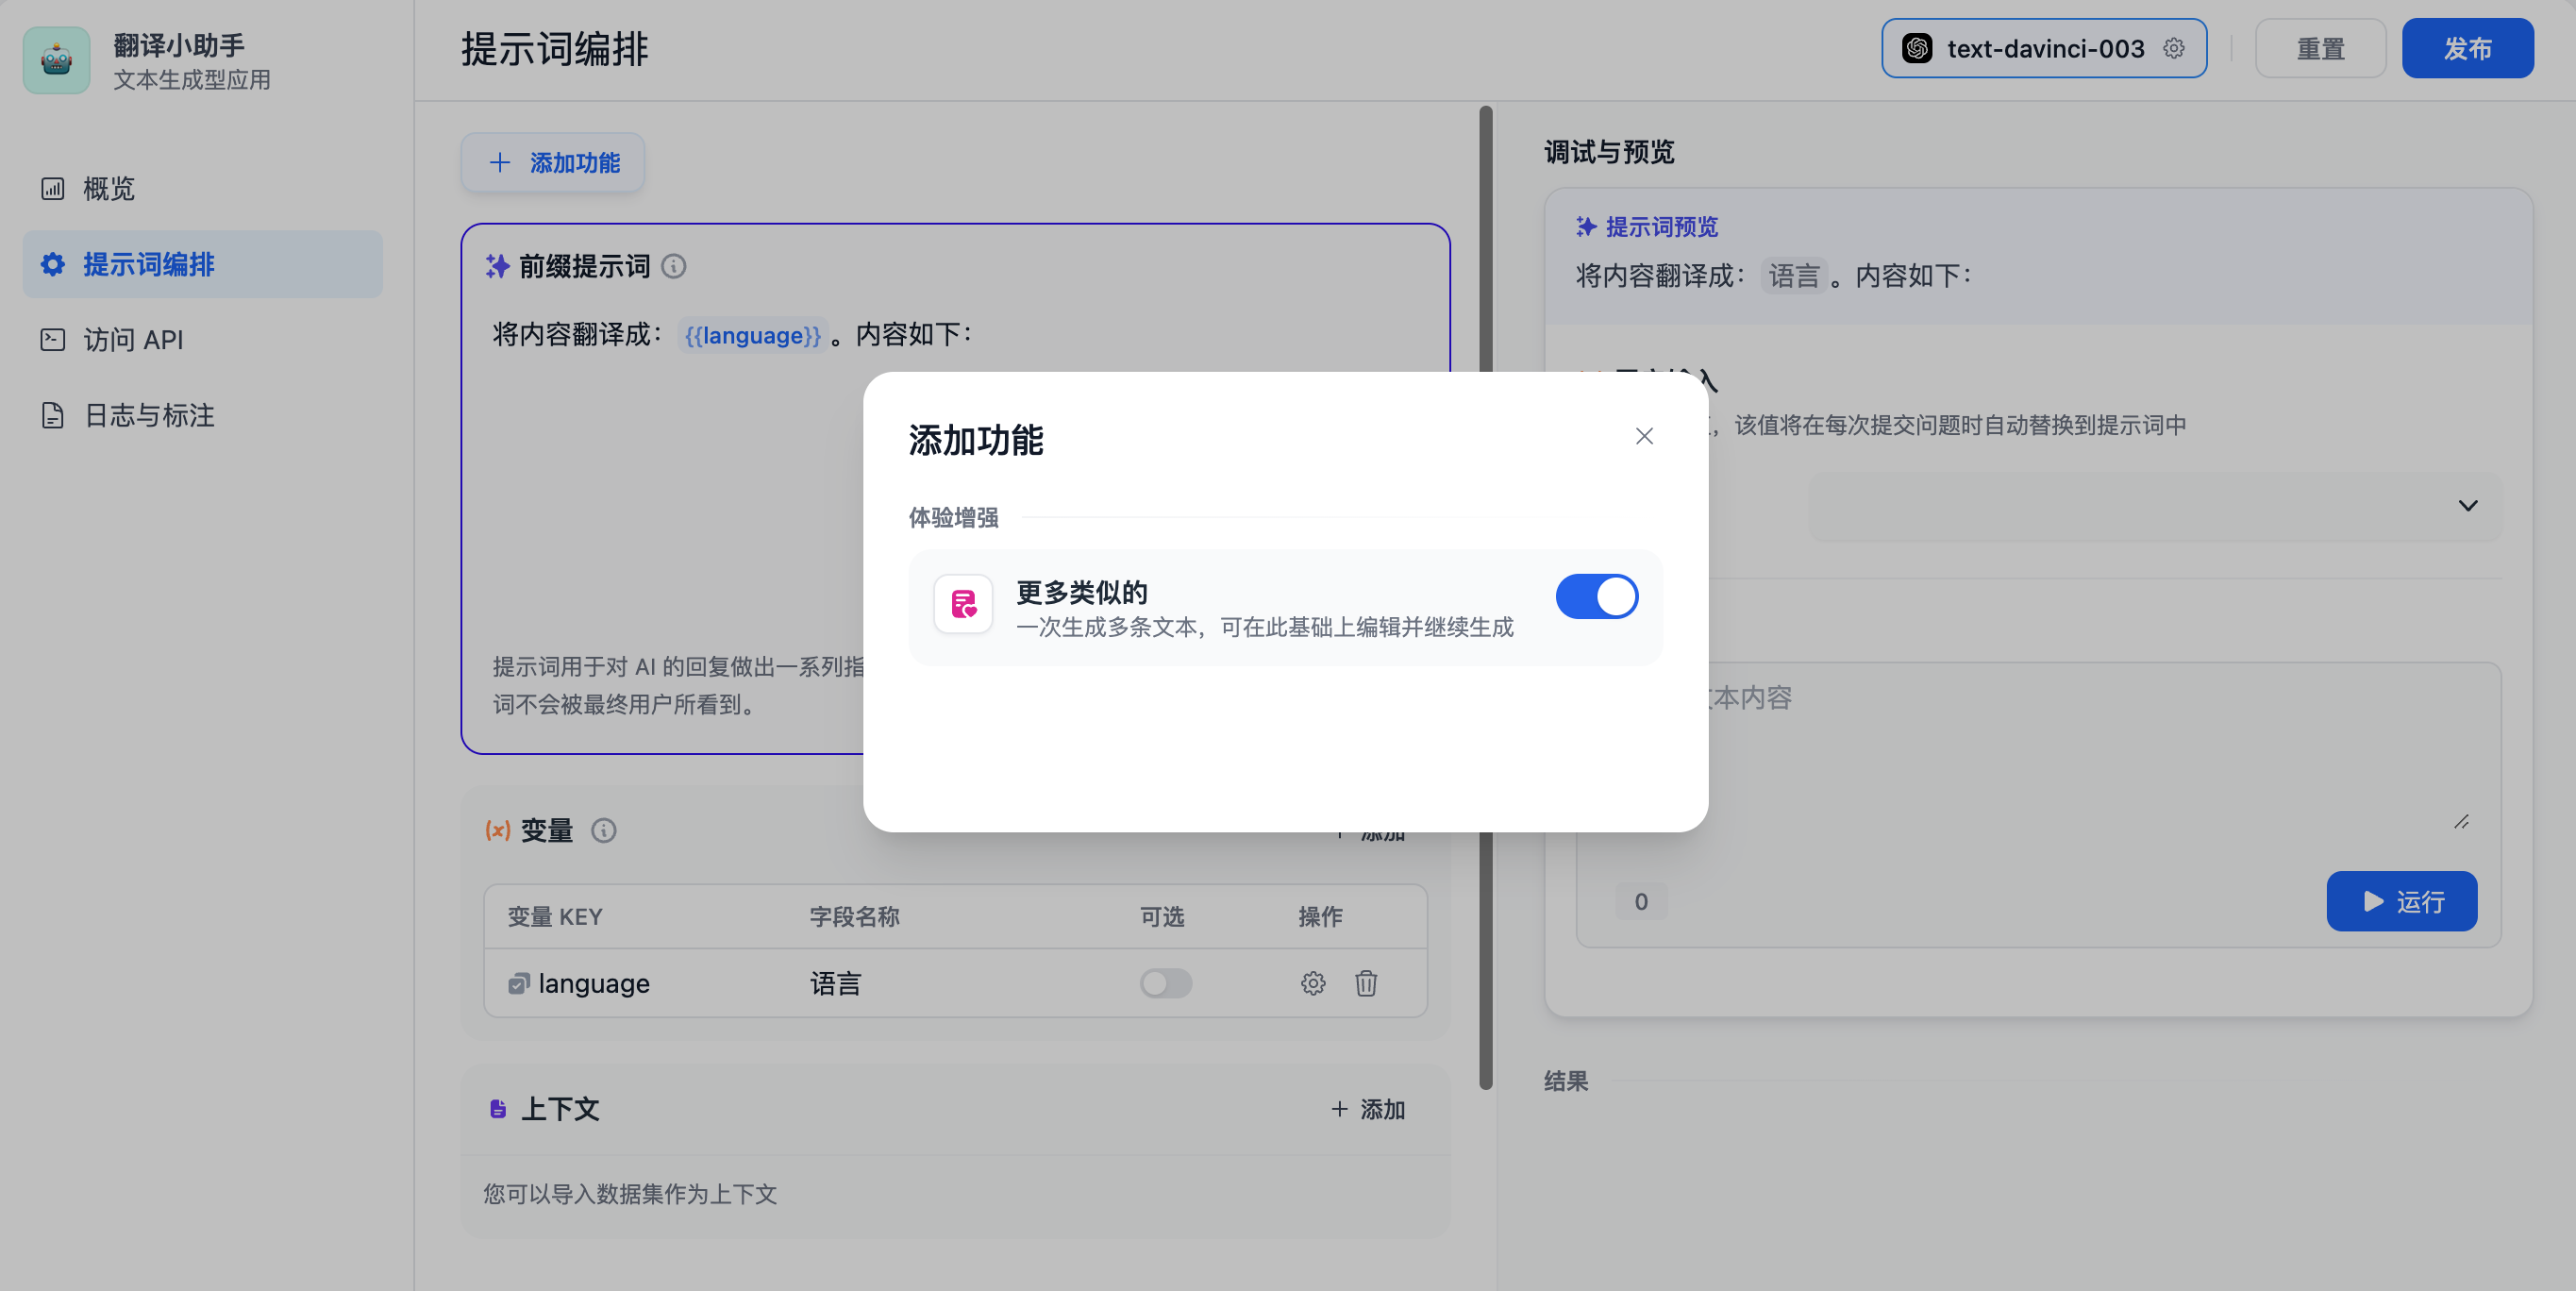 翻译小助手
文本生成型应用
概览
提示词编排
访问 API
日志与标注
提示词编排
text-davinci-003
重置
发布
添加功能
前缀提示词
将内容翻译成： {{language}} 。内容如下：
提示词用于对 AI 的回复做出一系列指
词不会被最终用户所看到。
变量
添加
变量 KEY 字段名称 可选 操作
language 语言
上下文
+ 添加
您可以导入数据集作为上下文
添加功能
体验增强
更多类似的
一次生成多条文本，可在此基础上编辑并继续生成
调试与预览
提示词预览
将内容翻译成： 语言 。内容如下：
入
，该值将在每次提交问题时自动替换到提示词中
本内容
0
运行
结果